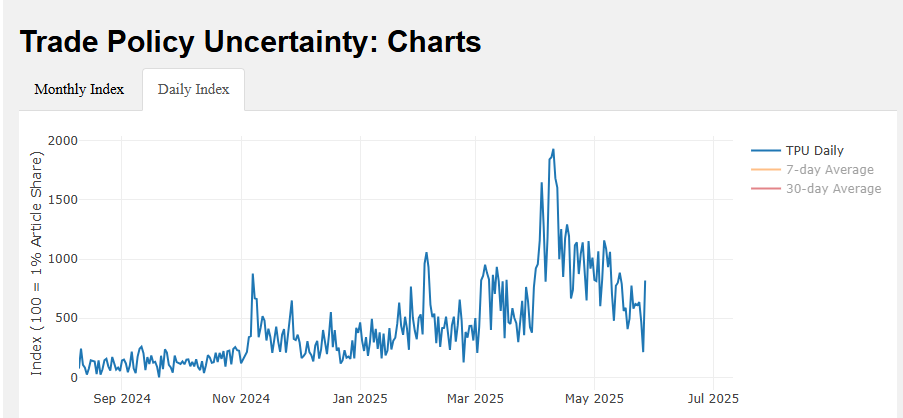 Trade Policy Uncertainty: Charts
Monthly Index
Daily Index
Index (100 = 1% Article Share)
2000
1500
1000
500
0
Sep 2024
Nov 2024
Jan 2025
Mar 2025
May 2025
Jul 2025
TPU Daily
7-day Average
30-day Average